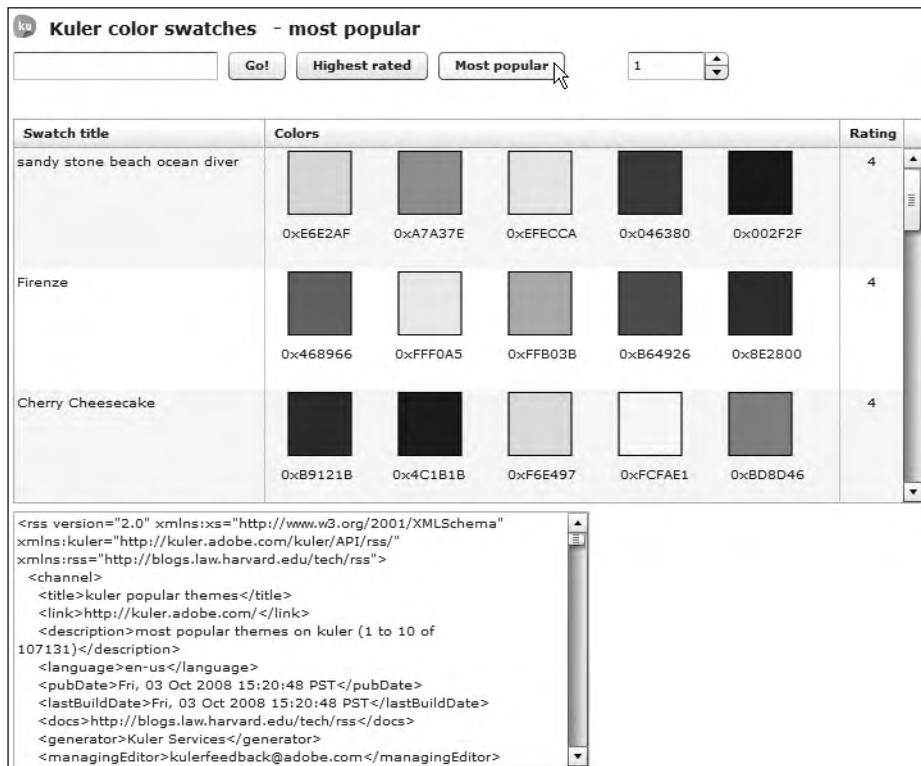 ku
Kuler color swatches - most popular
Go! Highest rated Most popular 1
Swatch title Colors Rating
sandy stone beach ocean diver 4
0xE6E2AF 0xA7A37E 0xEFECCA 0x046380 0x002F2F
Firenze 4
0x468966 0xFFF0A5 0xFFB03B 0xB64926 0x8E2800
Cherry Cheesecake 4
0xB9121B 0x4C1B1B 0xF6E497 0xFCFAE1 0xBD8D46
<rss version="2.0" xmlns:xs="http://www.w3.org/2001/XMLSchema"
xmlns:kuler="http://kuler.adobe.com/kuler/API/rss/"
xmlns:rss="http://blogs.law.harvard.edu/tech/rss">
<channel>
<title>kuler popular themes</title>
<link>http://kuler.adobe.com/</link>
<description>most popular themes on kuler (1 to 10 of
107131)</description>
<language>en-us</language>
<pubDate>Fri, 03 Oct 2008 15:20:48 PST</pubDate>
<lastBuildDate>Fri, 03 Oct 2008 15:20:48 PST</lastBuildDate>
<docs>http://blogs.law.harvard.edu/tech/rss</docs>
<generator>Kuler Services</generator>
<managingEditor>kulerfeedback@adobe.com</managingEditor>